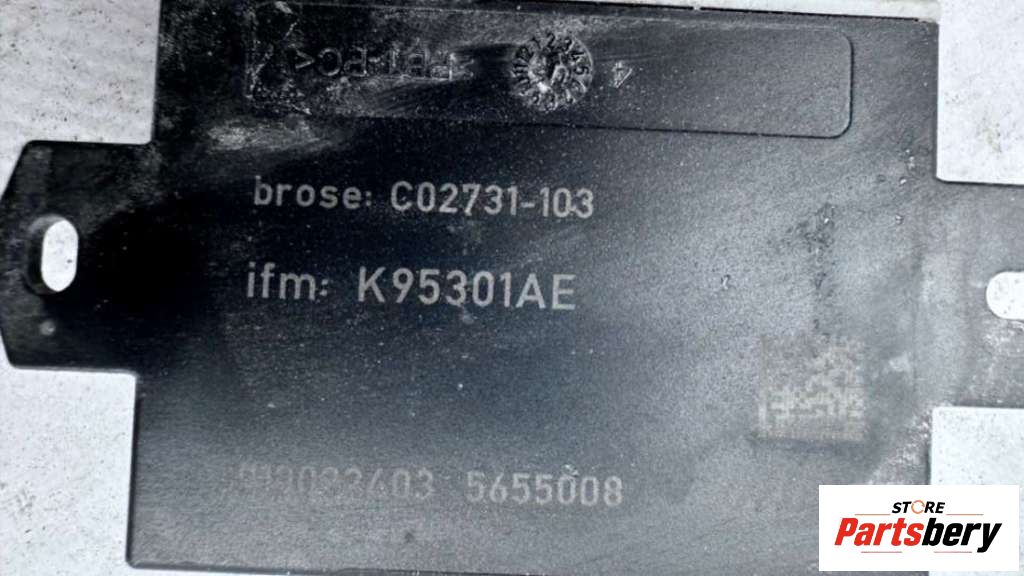 brose: C02731-103
ifm: K95301AE
5655008
STORE
Partsbery